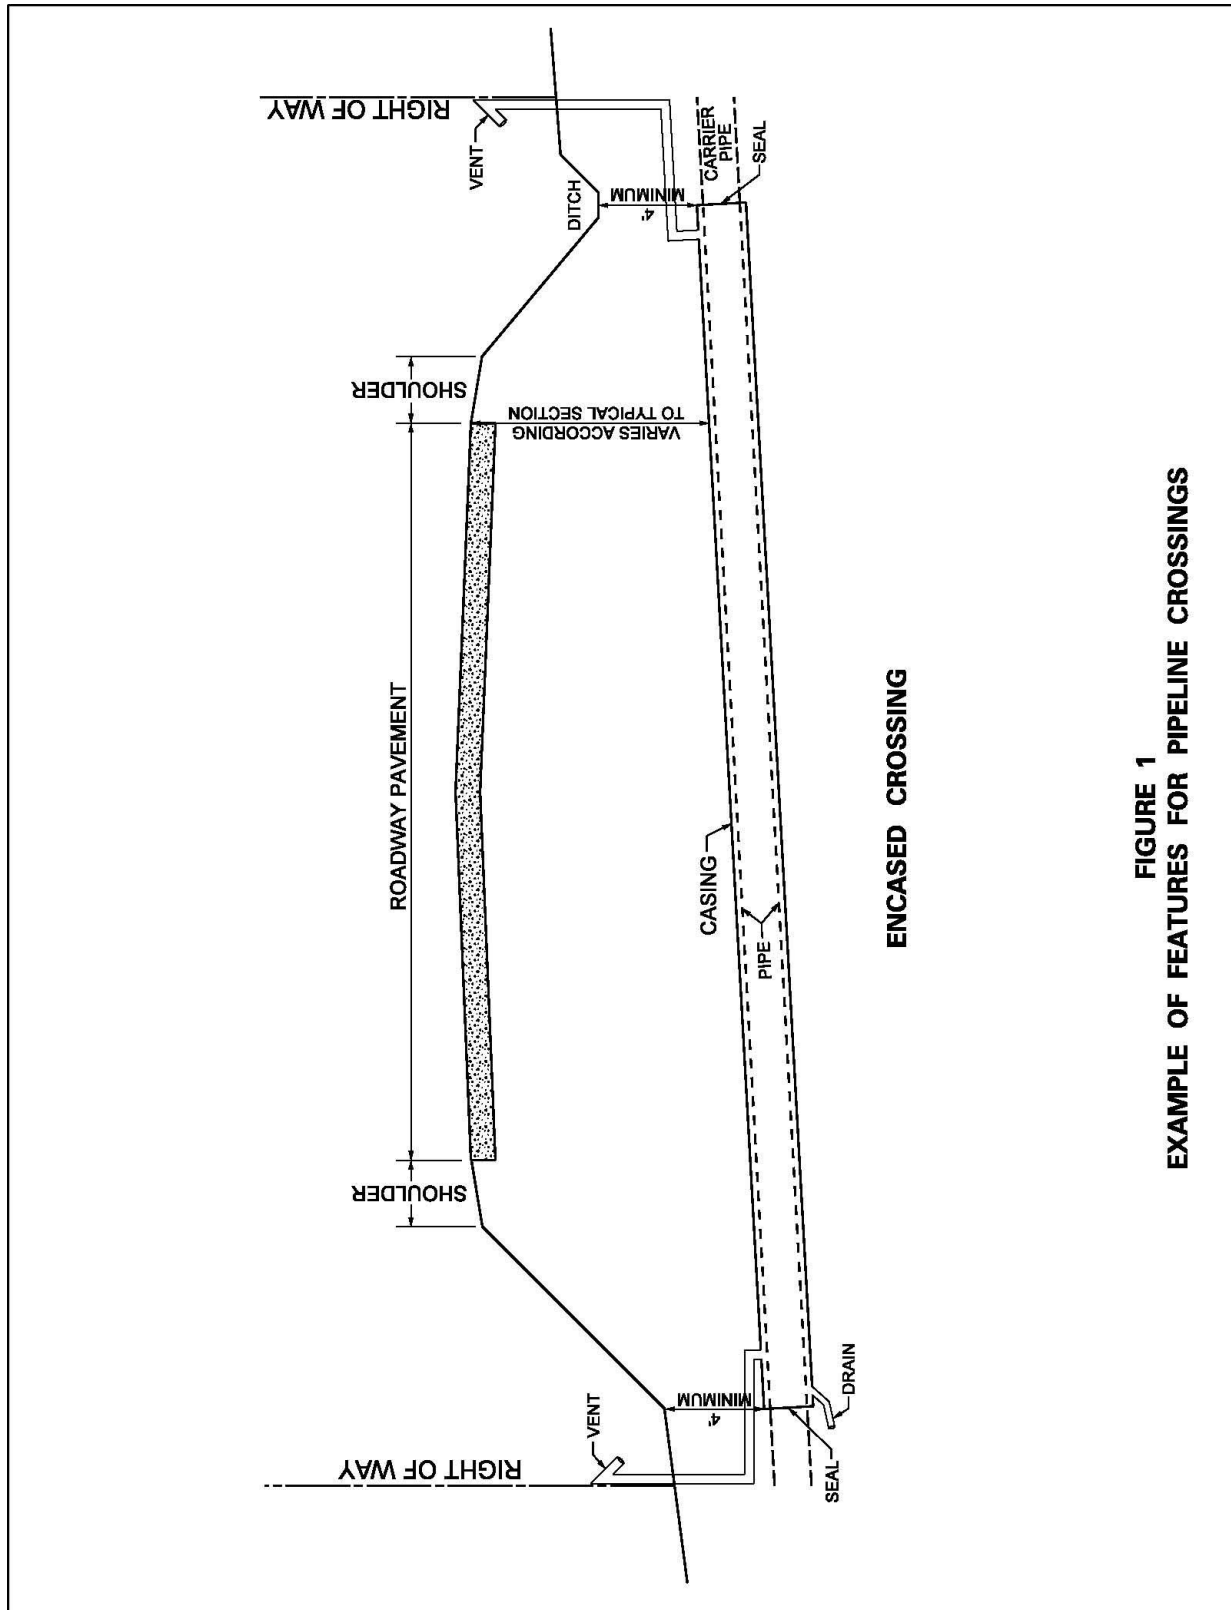 RIGHT OF WAY
RIGHT OF WAY
SHOULDER
ROADWAY PAVEMENT
SHOULDER
VENT
VENT
DITCH
VARIES ACCORDING
TO TYPICAL SECTION
4'
MINIMUM
4'
MINIMUM
CASING
PIPE
CARRIER
PIPE
SEAL
SEAL
DRAIN
ENCASED CROSSING
FIGURE 1
EXAMPLE OF FEATURES FOR PIPELINE CROSSINGS